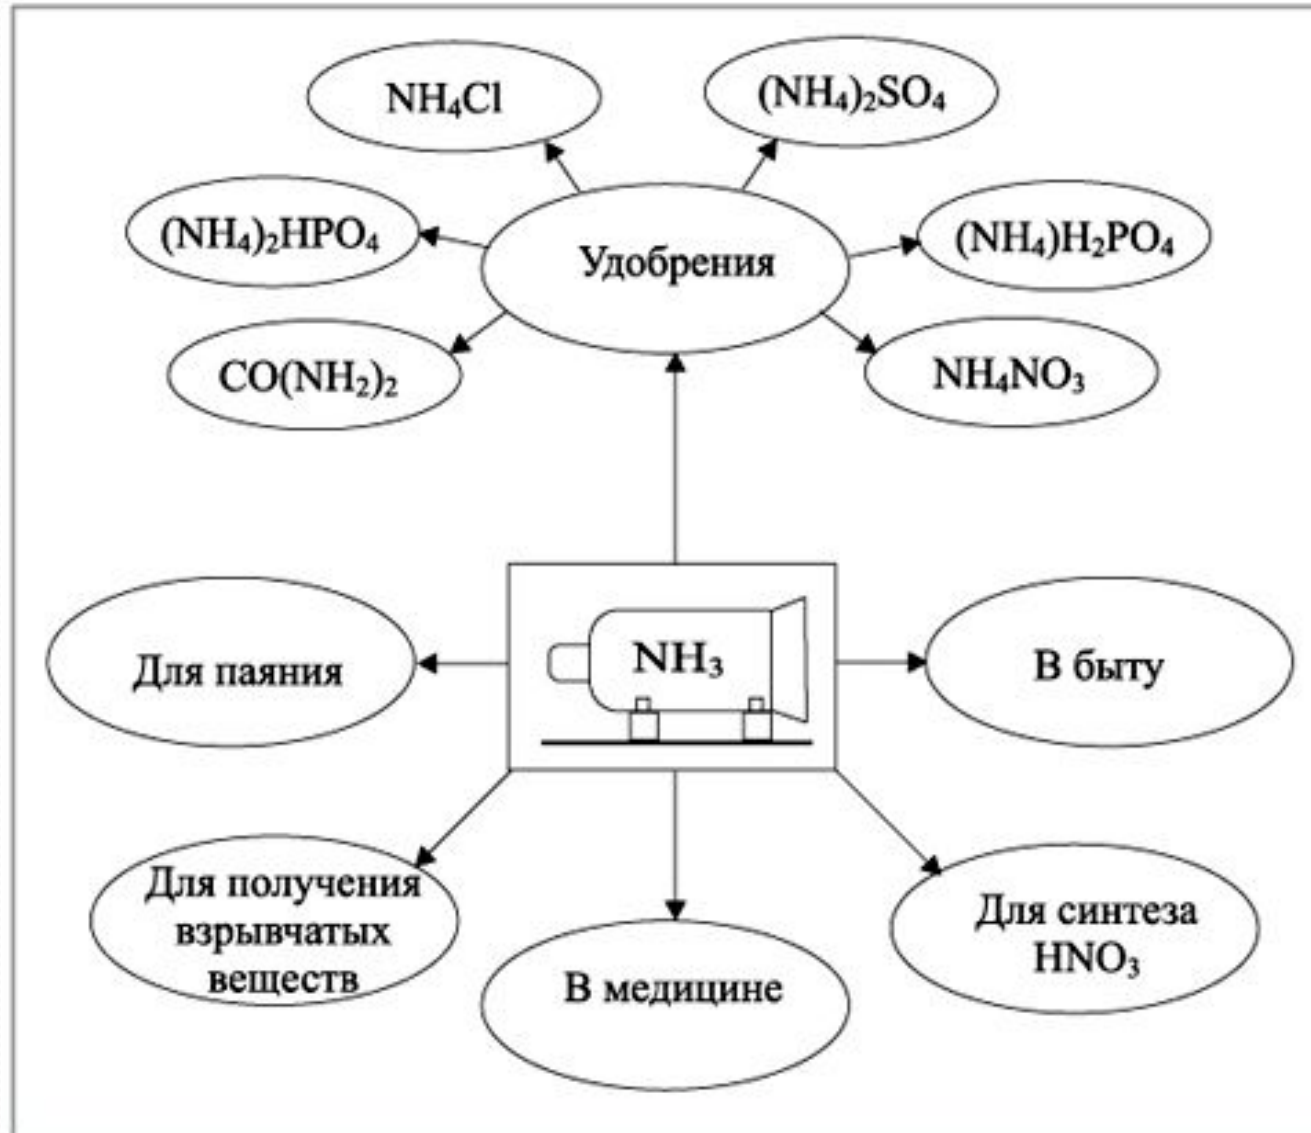 NH₄Cl
(NH₄)₂SO₄
(NH₄)₂HPO₄
Удобрения
(NH₄)H₂PO₄
CO(NH₂)₂
NH₄NO₃
Для паяния
NH₃
В быту
Для получения
взрывчатых
веществ
В медицине
Для синтеза
HNO₃